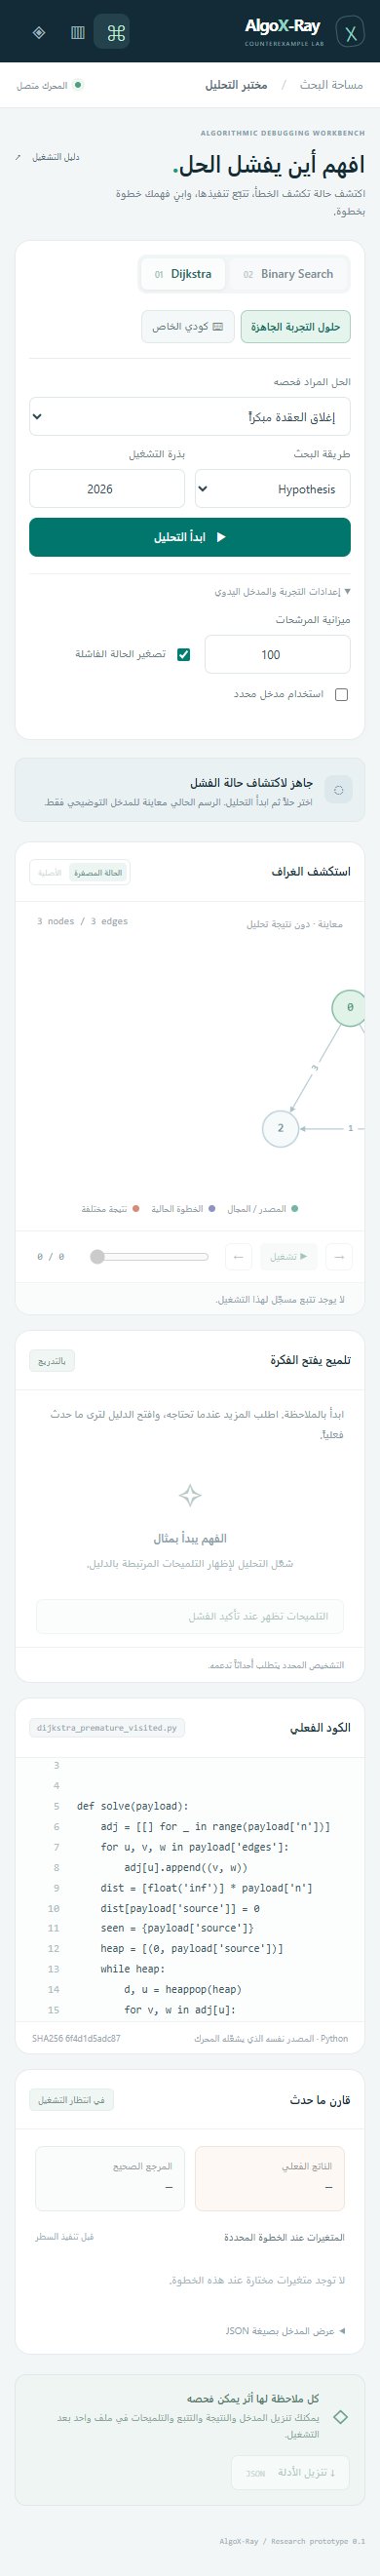 AlgoX-Ray
COUNTEREXAMPLE LAB
مساحة البحث / مختبر التحليل
المحرك متصل
ALGORITHMIC DEBUGGING WORKBENCH
افهم أين يفشل الحل.
دليل التشغيل ↗
اكتشف حالة تكشف الخطأ، تتبّع تنفيذها، وابنِ فهمك خطوة
بخطوة.
01 Dijkstra
02 Binary Search
حلول التجربة الجاهزة
كودي الخاص
الحل المراد فحصه
إغلاق العقدة مبكراً
طريقة البحث
بذرة التشغيل
Hypothesis
2026
ابدأ التحليل
▼ إعدادات التجربة والمدخل اليدوي
ميزانية المرشحات
100
تصغير الحالة الفاشلة
استخدام مدخل محدد
جاهز لاكتشاف حالة الفشل
اختر حلاً ثم ابدأ التحليل. الرسم الحالي معاينة للمدخل التوضيحي فقط.
استكشف الغراف
الحالة المصغرة
الأصلية
معاينة · دون نتيجة تحليل
3 nodes / 3 edges
0
3
2
1
المصدر / المجال
الخطوة الحالية
نتيجة مختلفة
→
▶ تشغيل
←
0 / 0
لا يوجد تتبع مسجّل لهذا التشغيل.
تلميح يفتح الفكرة
بالتدريج
ابدأ بالملاحظة. اطلب المزيد عندما تحتاجه، وافتح الدليل لترى ما حدث
فعلياً.
الفهم يبدأ بمثال
شغّل التحليل لإظهار التلميحات المرتبطة بالدليل.
التلميحات تظهر عند تأكيد الفشل
التشخيص المحدد يتطلب أحداثاً تدعمه.
الكود الفعلي
dijkstra_premature_visited.py
3
4
5 def solve(payload):
6 adj = [[] for _ in range(payload['n'])]
7 for u, v, w in payload['edges']:
8 adj[u].append((v, w))
9 dist = [float('inf')] * payload['n']
10 dist[payload['source']] = 0
11 seen = {payload['source']}
12 heap = [(0, payload['source'])]
13 while heap:
14 d, u = heappop(heap)
15 for v, w in adj[u]:
Python · المصدر نفسه الذي يشغّله المحرك
SHA256 6f4d1d5adc87
قارن ما حدث
في انتظار التشغيل
الناتج الفعلي
—
المرجع الصحيح
—
المتغيرات عند الخطوة المحددة
قبل تنفيذ السطر
لا توجد متغيرات مختارة عند هذه الخطوة.
◀ عرض المدخل بصيغة JSON
كل ملاحظة لها أثر يمكن فحصه
يمكنك تنزيل المدخل والنتيجة والتتبع والتلميحات في ملف واحد بعد
التشغيل.
↓ تنزيل الأدلة JSON
AlgoX-Ray / Research prototype 0.1